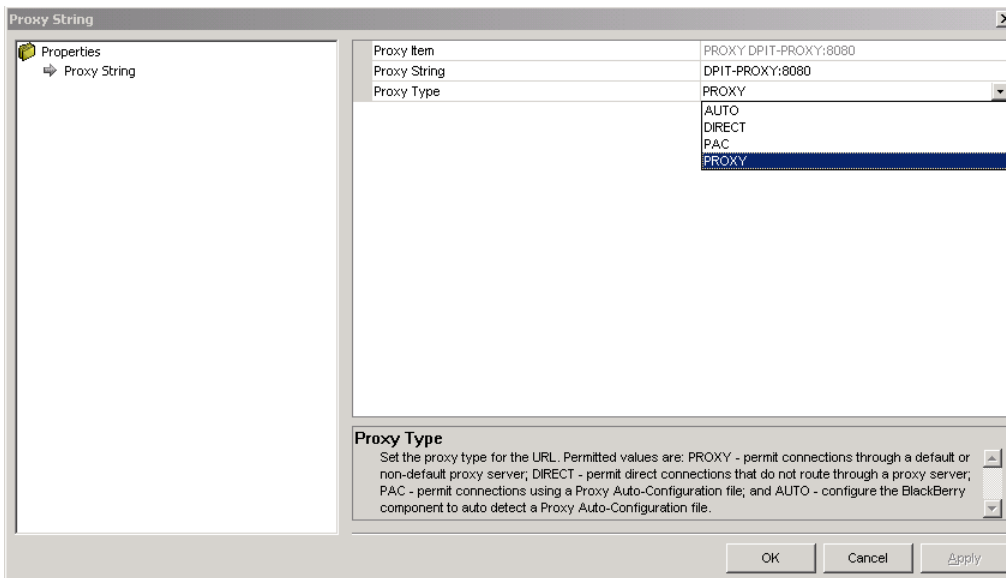 Proxy String
Properties
Proxy String
Proxy Item PROXY DPIT-PROXY:8080
Proxy String DPIT-PROXY:8080
Proxy Type PROXY
AUTO
DIRECT
PAC
PROXY
Proxy Type
Set the proxy type for the URL. Permitted values are: PROXY - permit connections through a default or
non-default proxy server; DIRECT - permit direct connections that do not route through a proxy server;
PAC - permit connections using a Proxy Auto-Configuration file; and AUTO - configure the BlackBerry
component to auto detect a Proxy Auto-Configuration file.
OK Cancel Apply